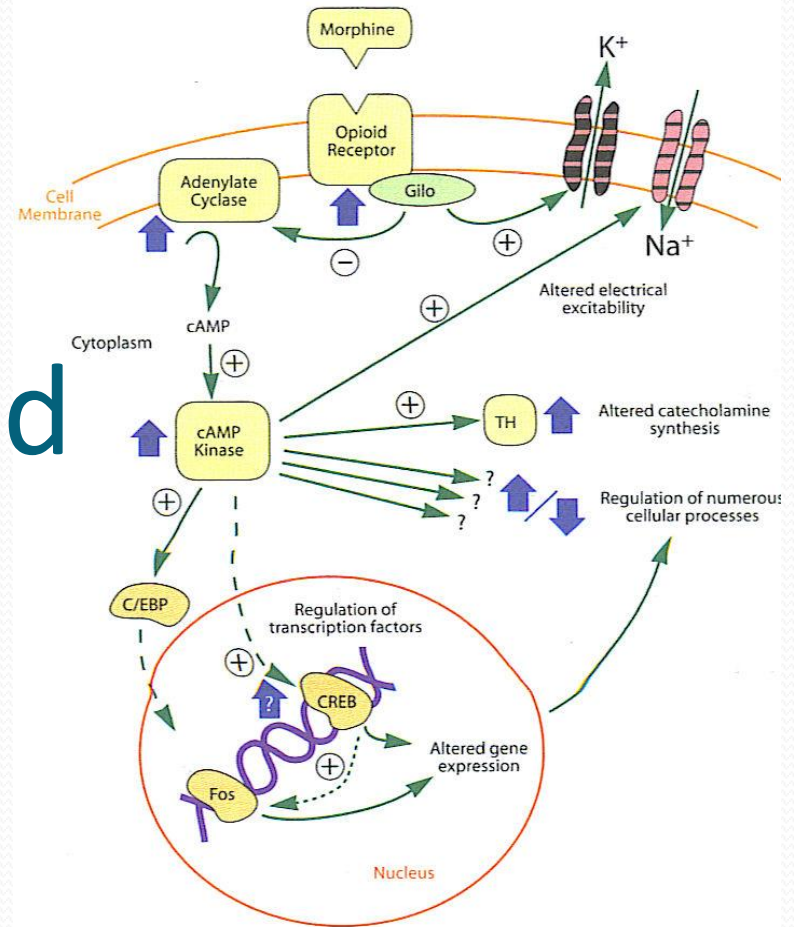 Morphine
K+
Opioid
Receptor
Adenylate
Cyclase
Gilo
Cell
Membrane
+
−
Na+
Altered electrical
excitability
+
cAMP
Cytoplasm
+
d
cAMP
Kinase
+
TH
Altered catecholamine
synthesis
?
?
?
/
Regulation of numerous
cellular processes
+
C/EBP
Regulation of
transcription factors
+
?
CREB
+
Altered gene
expression
Fos
Nucleus